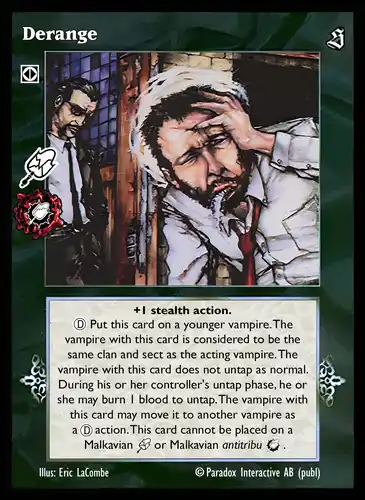 Derange
+1 stealth action.
Ⓓ Put this card on a younger vampire. The
vampire with this card is considered to be the
same clan and sect as the acting vampire. The
vampire with this card does not untap as normal.
During his or her controller's untap phase, he or
she may burn 1 blood to untap. The vampire with
this card may move it to another vampire as
a Ⓓ action. This card cannot be placed on a
Malkavian or Malkavian antitribu .
Illus: Eric LaCombe © Paradox Interactive AB (publ)